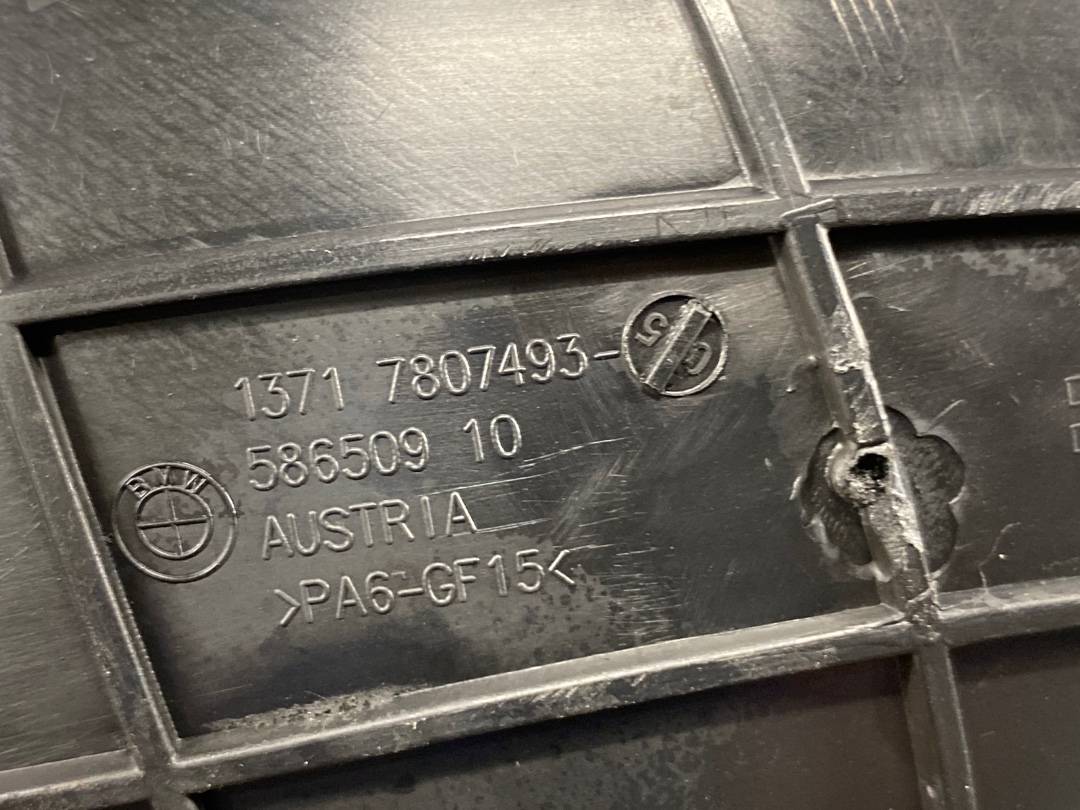 1371 7807493-
586509 10
BMW
AUSTRIA
>PA6-GF15<